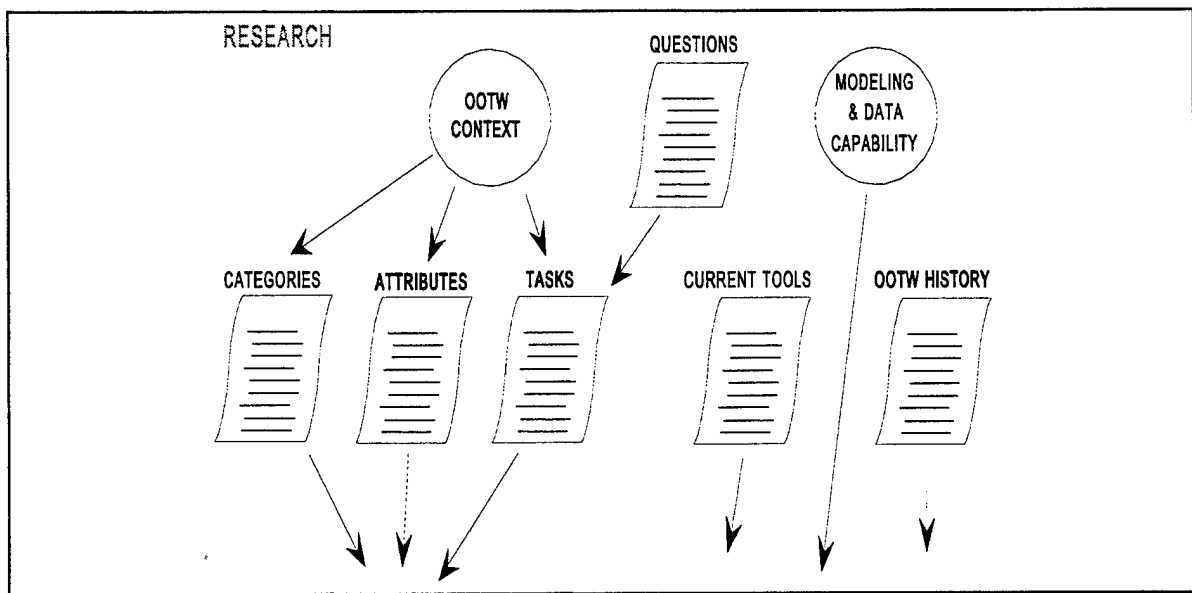 RESEARCH
QUESTIONS
OOTW
CONTEXT
MODELING
& DATA
CAPABILITY
CATEGORIES
ATTRIBUTES
TASKS
CURRENT TOOLS
OOTW HISTORY